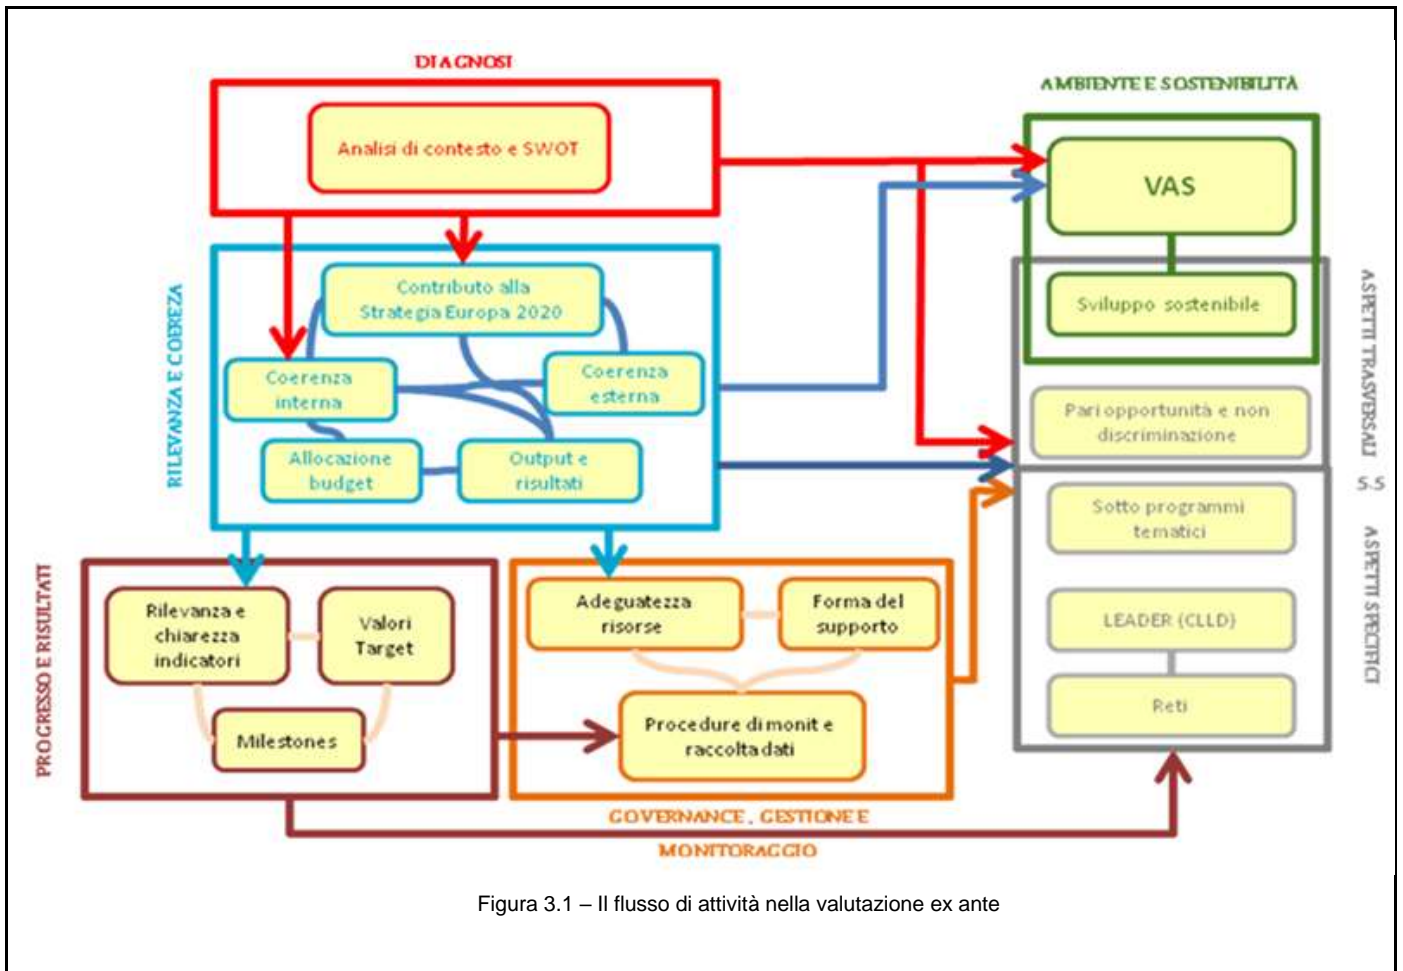 DIAGNOSI
Analisi di contesto e SWOT
AMBIENTE E SOSTENIBILITÀ
VAS
Sviluppo sostenibile
RILEVANZA E COEREZA
Contributo alla
Strategia Europa 2020
Coerenza
interna
Coerenza
esterna
Allocazione
budget
Output e
risultati
ASPETTI TRASVERSALI
Pari opportunità e non
discriminazione
5.5
ASPETTI SPECIFICI
Sotto programmi
tematici
LEADER (CLLD)
Reti
PROGRESSO E RISULTATI
Rilevanza e
chiarezza
indicatori
Valori
Target
Milestones
Adeguatezza
risorse
Forma del
supporto
Procedure di monit e
raccolta dati
GOVERNANCE, GESTIONE E
MONITORAGGIO
Figura 3.1 – Il flusso di attività nella valutazione ex ante